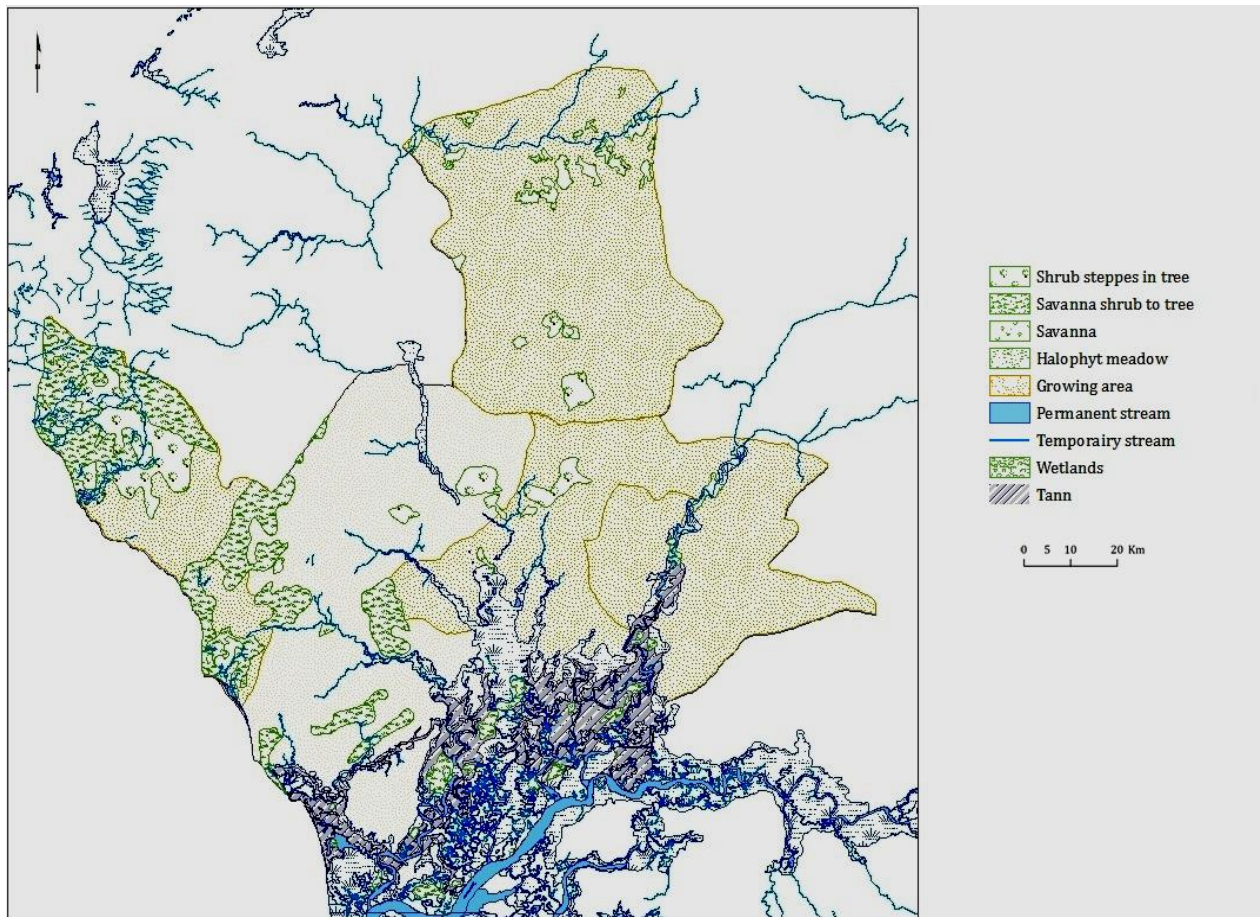 Shrub steppes in tree
Savanna shrub to tree
Savanna
Halophyt meadow
Growing area
Permanent stream
Temporairy stream
Wetlands
Tann
0 5 10 20 Km